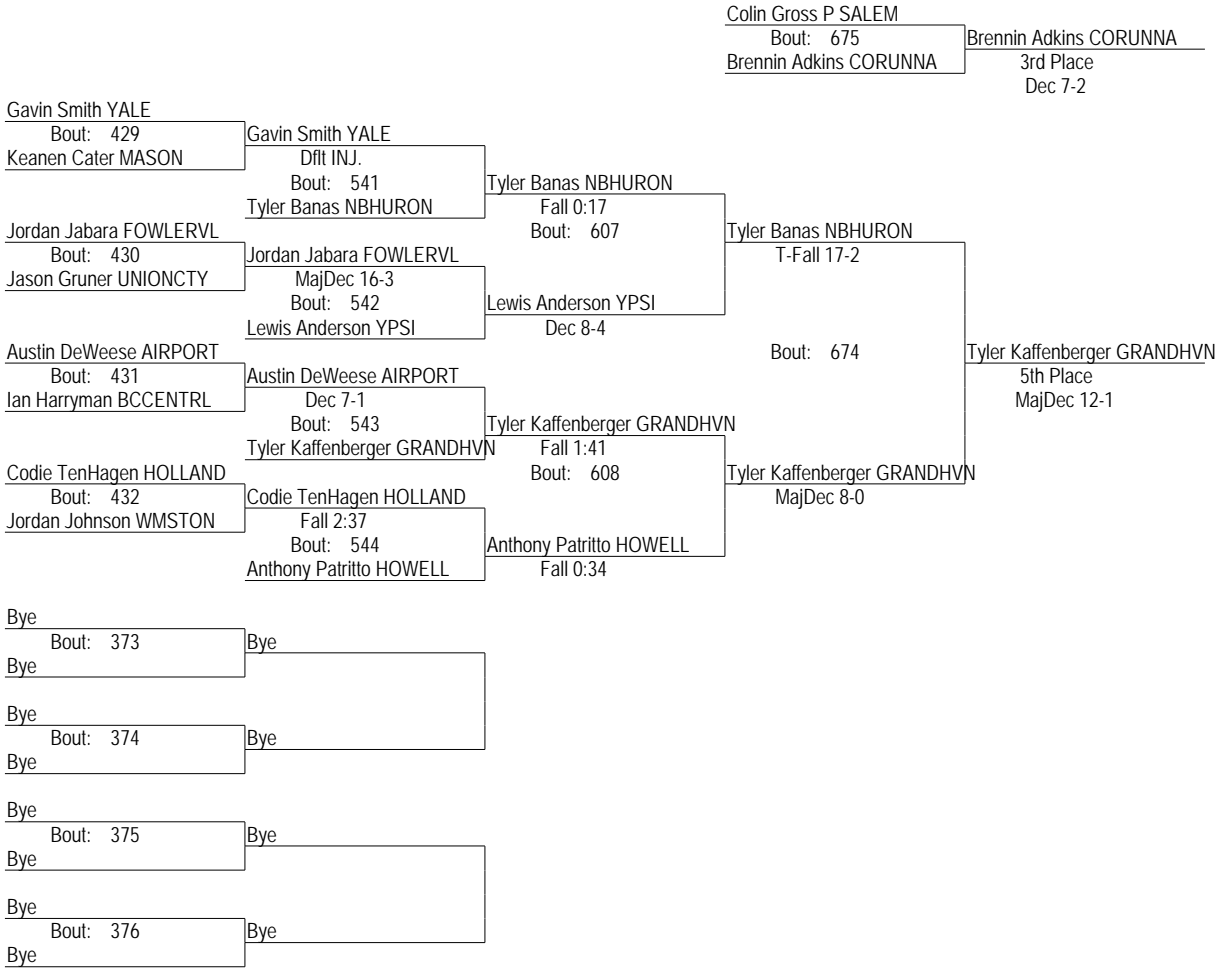 Colin Gross P SALEM
Bout: 675
Brennin Adkins CORUNNA
Brennin Adkins CORUNNA
3rd Place
Dec 7-2
Gavin Smith YALE
Bout: 429
Keanen Cater MASON
Gavin Smith YALE
Dflt INJ.
Bout: 541
Tyler Banas NBHURON
Tyler Banas NBHURON
Fall 0:17
Bout: 607
Jordan Jabara FOWLERVL
Bout: 430
Jason Gruner UNIONCTY
Jordan Jabara FOWLERVL
MajDec 16-3
Bout: 542
Lewis Anderson YPSI
Lewis Anderson YPSI
Dec 8-4
Tyler Banas NBHURON
T-Fall 17-2
Bout: 674
Tyler Kaffenberger GRANDHVN
5th Place
MajDec 12-1
Austin DeWeese AIRPORT
Bout: 431
Ian Harryman BCCENTRL
Austin DeWeese AIRPORT
Dec 7-1
Bout: 543
Tyler Kaffenberger GRANDHVN
Tyler Kaffenberger GRANDHVN
Fall 1:41
Bout: 608
Tyler Kaffenberger GRANDHVN
MajDec 8-0
Codie TenHagen HOLLAND
Bout: 432
Jordan Johnson WMSTON
Codie TenHagen HOLLAND
Fall 2:37
Bout: 544
Anthony Patritto HOWELL
Anthony Patritto HOWELL
Fall 0:34
Bye
Bout: 373
Bye
Bye
Bye
Bout: 374
Bye
Bye
Bye
Bout: 375
Bye
Bye
Bye
Bout: 376
Bye
Bye